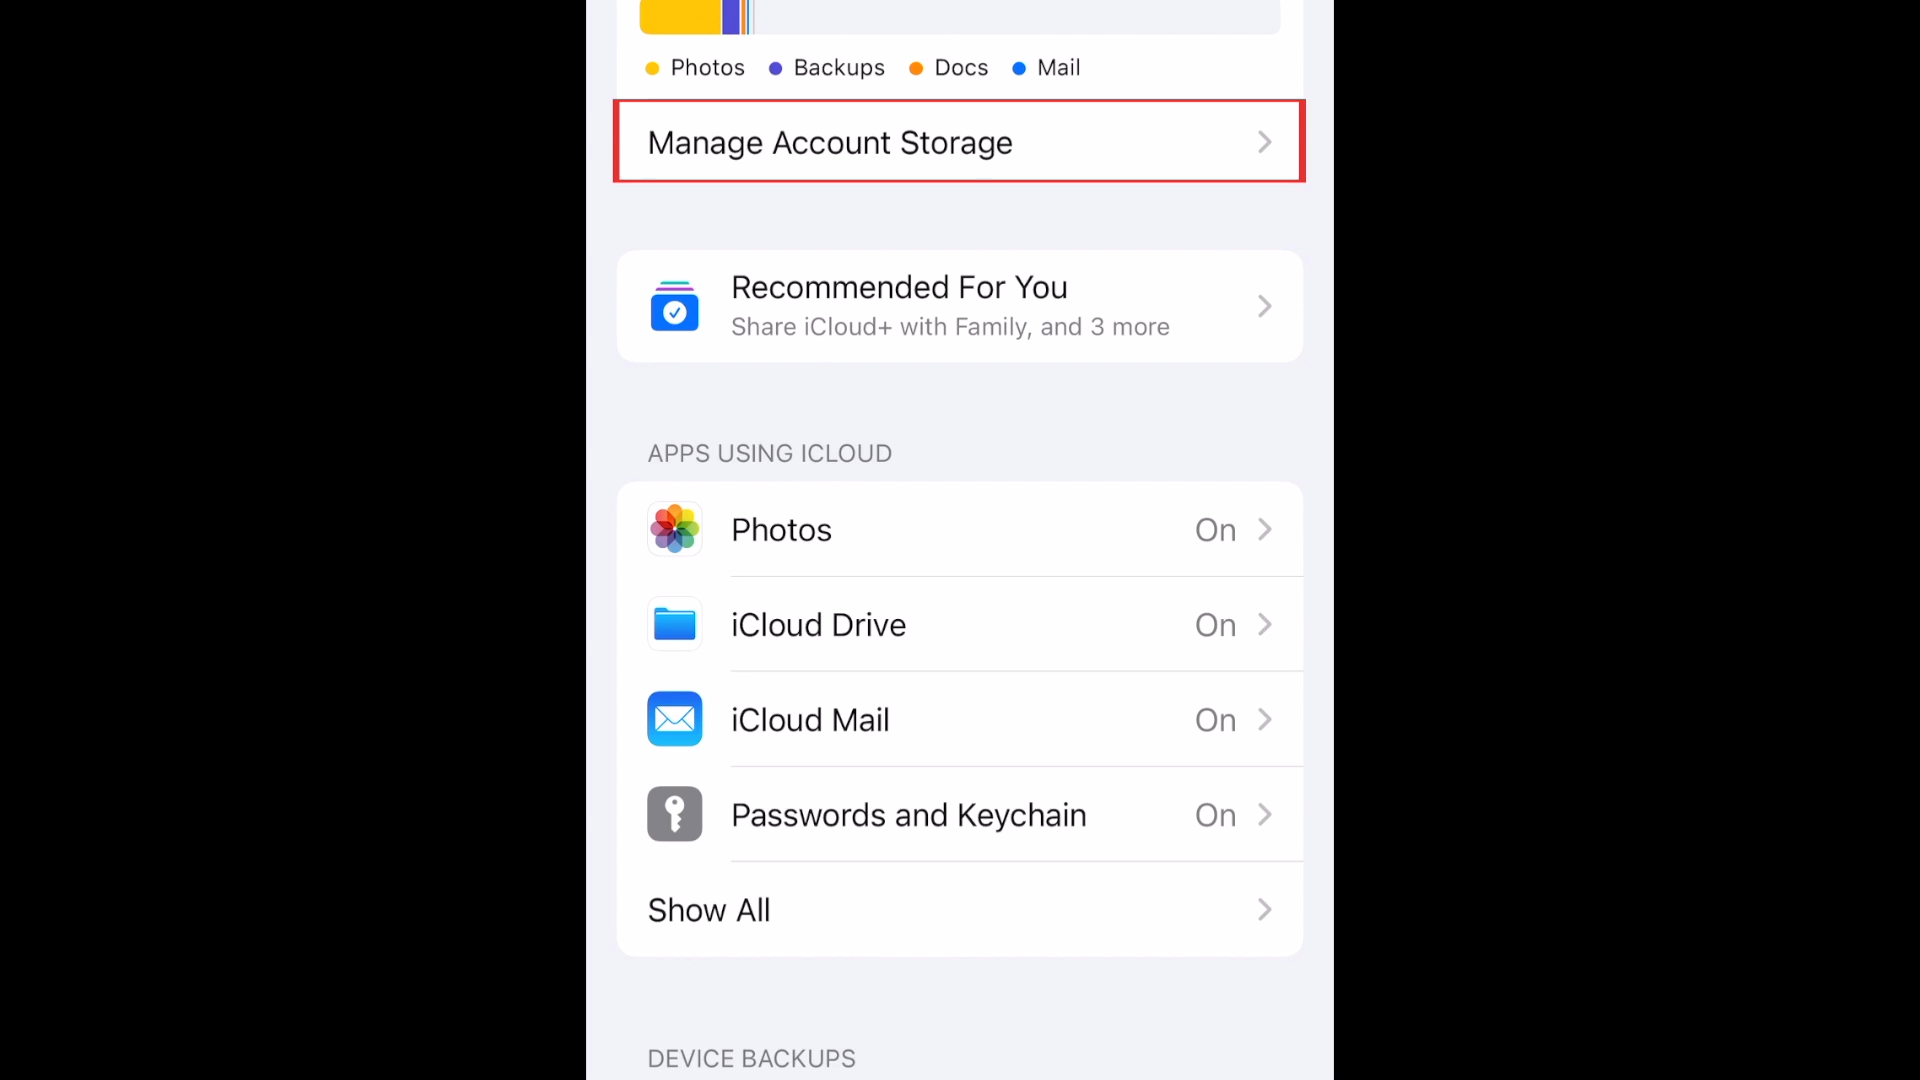 Photos Backups Docs Mail
Manage Account Storage
Recommended For You
Share iCloud+ with Family, and 3 more
APPS USING ICLOUD
Photos On
iCloud Drive On
iCloud Mail On
Passwords and Keychain On
Show All
DEVICE BACKUPS